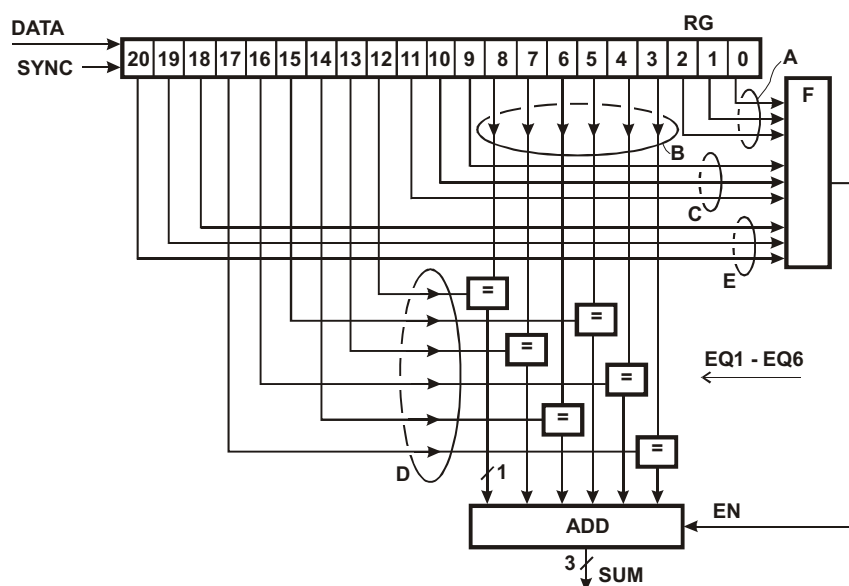 RG
DATA
SYNC
20 19 18 17 16 15 14 13 12 11 10 9 8 7 6 5 4 3 2 1 0
A
F
B
C
E
=
=
=
EQ1 - EQ6
=
=
=
D
1
EN
ADD
3
SUM